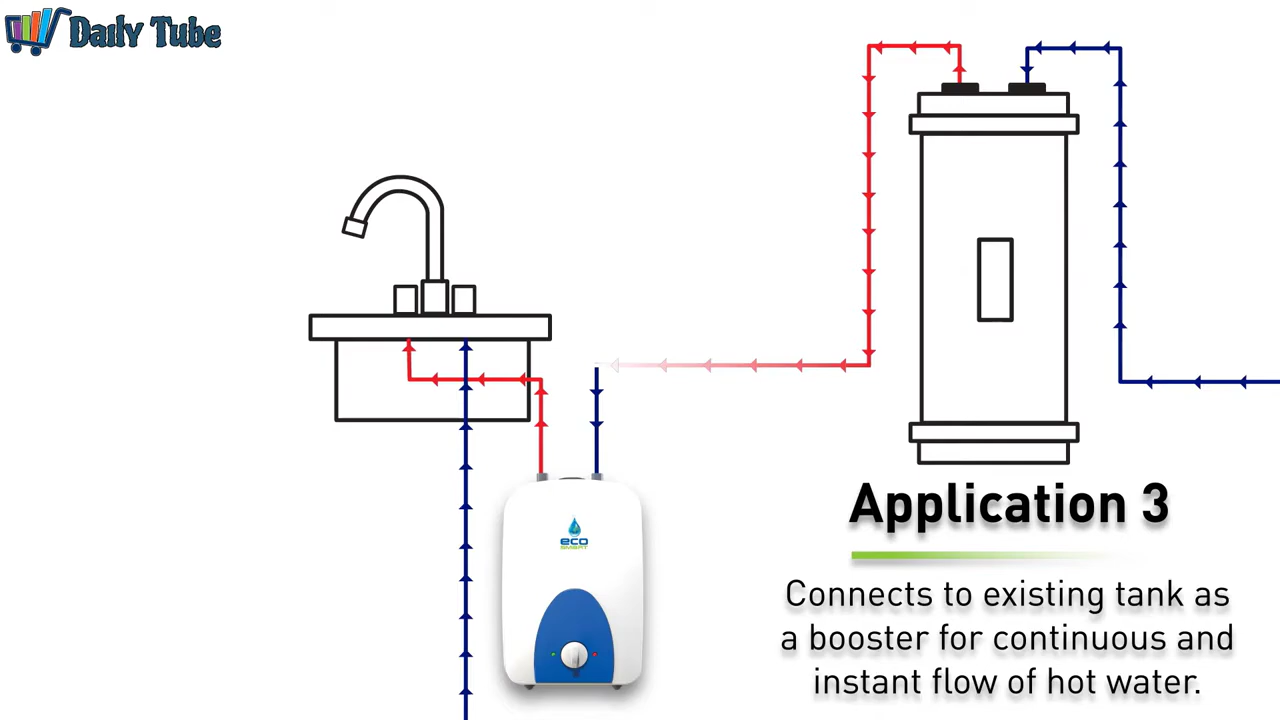 Daily Tube
eco
SMART
Application 3
Connects to existing tank as
a booster for continuous and
instant flow of hot water.